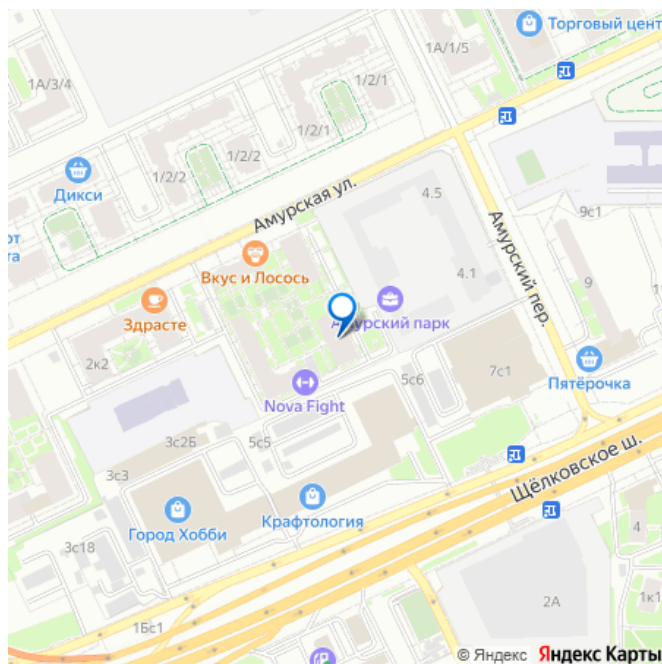 Торговый цент
1А/1/5
1А/3/4
1/2/1
1/2/1
1/2/2
1/2/2
Дикси
4.5
Амурская ул.
9с1
от
та
Амурский пер.
Вкус и Лосось
4.1
9
Здрасте
Амурский парк
2к2
7с1
5с6
Пятёрочка
Nova Fight
3с2Б
5с5
3с3
Щёлковское ш.
Крафтология
Город Хобби
4
3с18
1к1
2А
1Бс1
© Яндекс Яндекс Карты